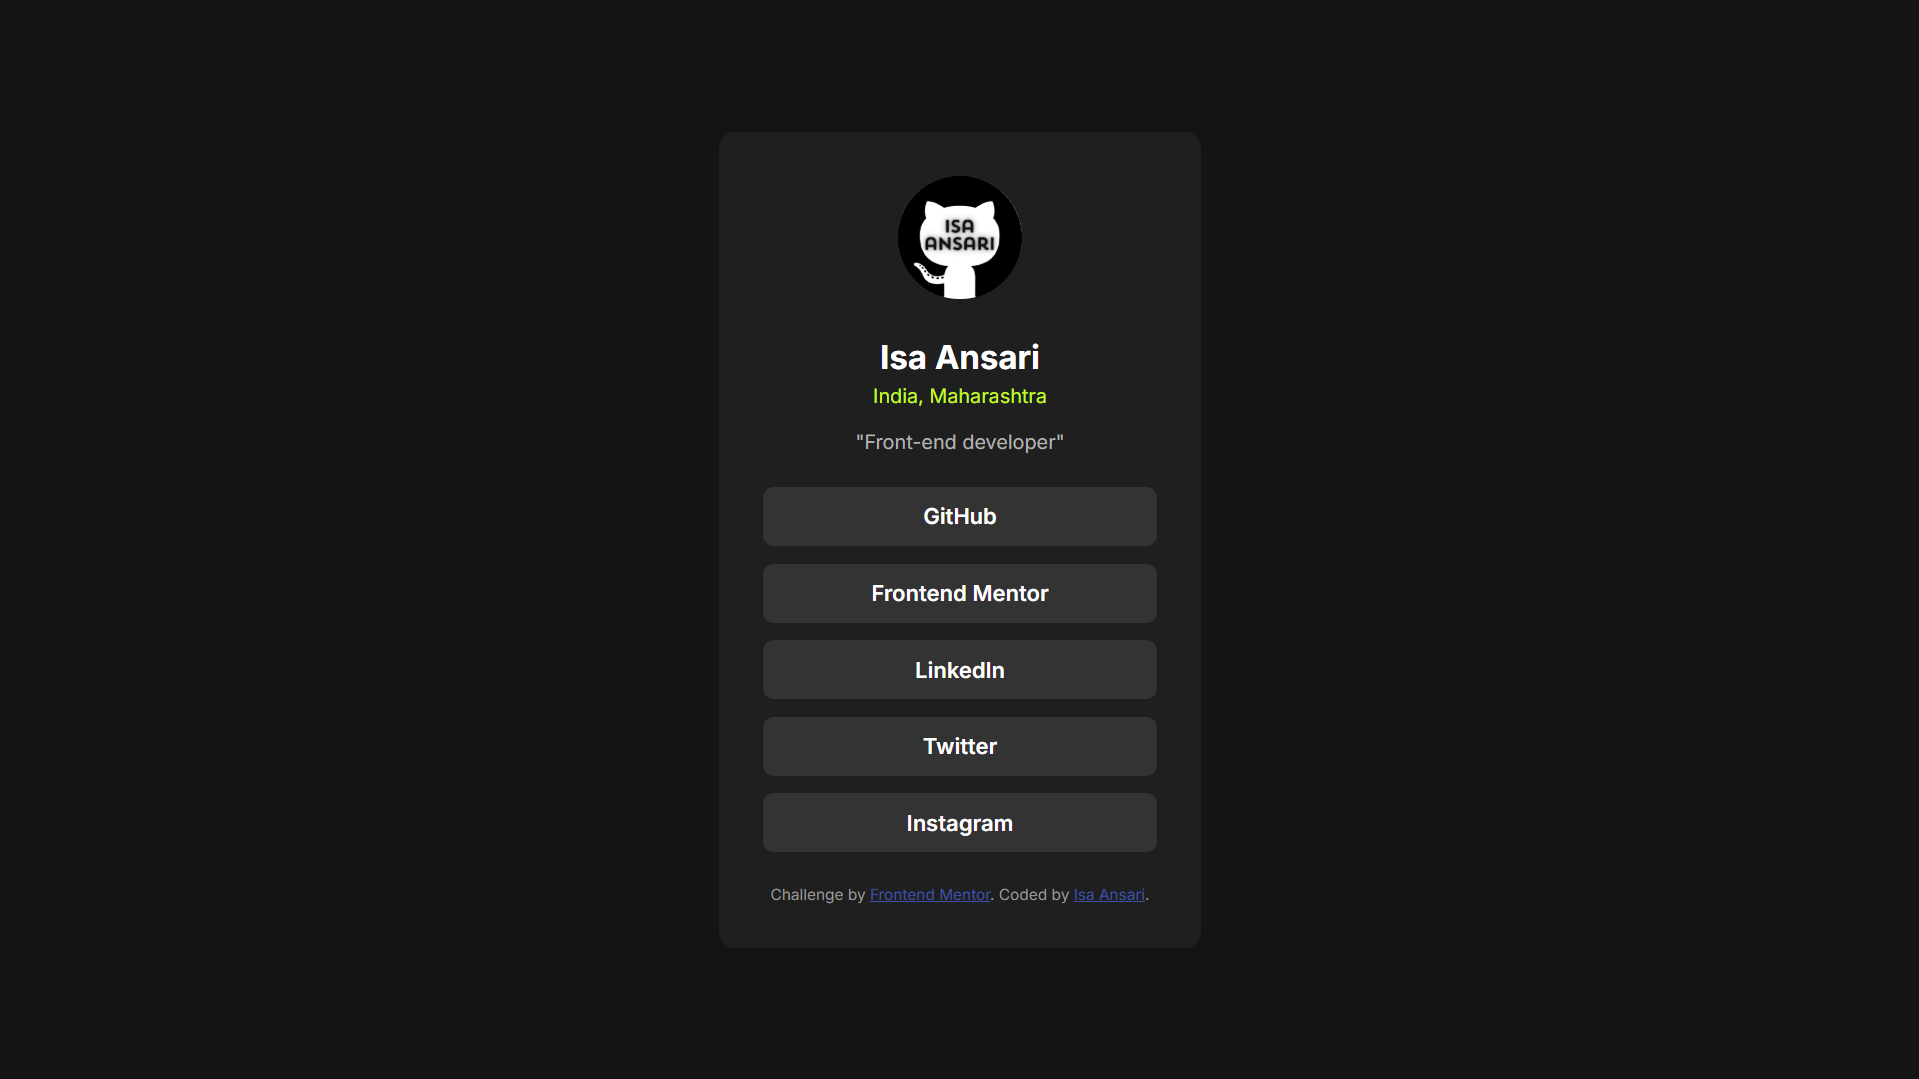 ISA
ANSARI
Isa Ansari
India, Maharashtra
"Front-end developer"
GitHub
Frontend Mentor
LinkedIn
Twitter
Instagram
Challenge by Frontend Mentor. Coded by Isa Ansari.